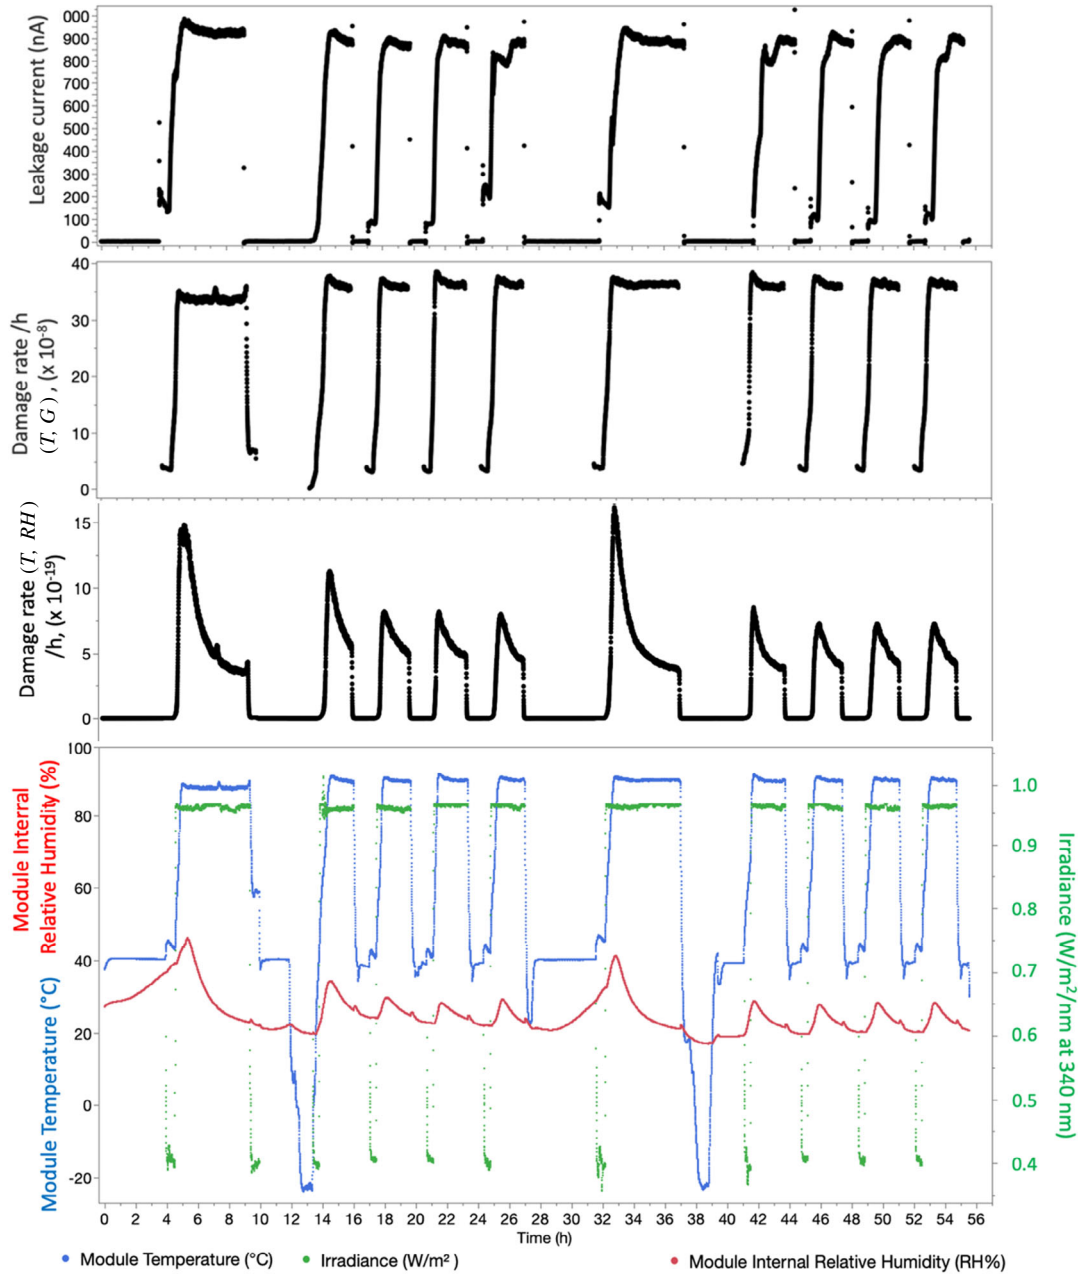 Leakage current (nA)
000
900
800
700
600
500
400
300
200
100
0
Damage rate /h
(T, G ), (x 10-8)
40
30
20
10
0
Damage rate (T, RH)
/h, (x 10-19)
15
10
5
0
Module Interral
Relative Humidity (%)
Module Temperature (°C)
100
80
60
40
20
0
-20
1.0
0.9
0.8
0.7
0.6
0.5
0.4
Irradiance (W/m²/nm at 340 nm)
0 2 4 6 8 10 12 14 16 18 20 22 24 26 28 30 32 34 36 38 40 42 44 46 48 50 52 54 56
Time (h)
Module Temperature (°C) Irradiance (W/m² ) Module Internal Relative Humidity (RH%)